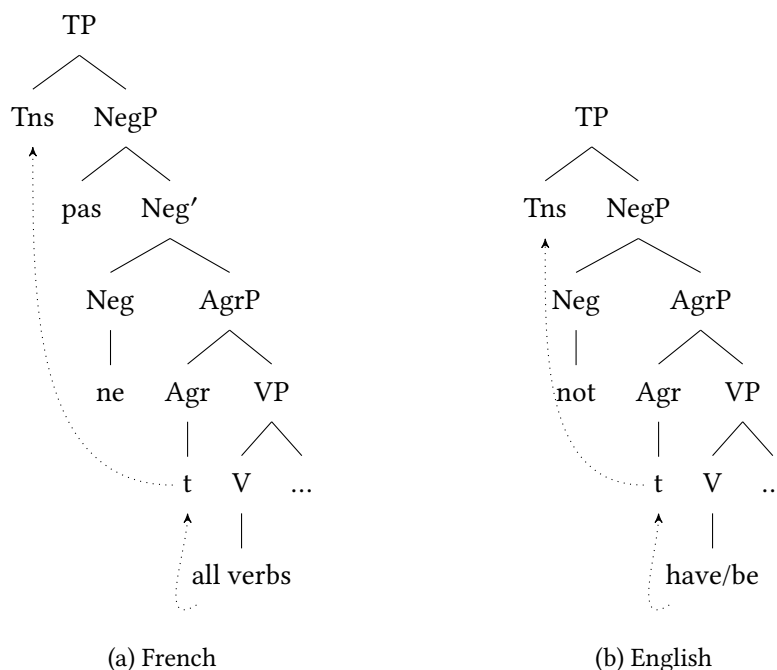 TP
Tns NegP
pas Neg′
Neg AgrP
ne Agr VP
t V ...
all verbs
(a) French
TP
Tns NegP
Neg AgrP
not Agr VP
t V ..
have/be
(b) English